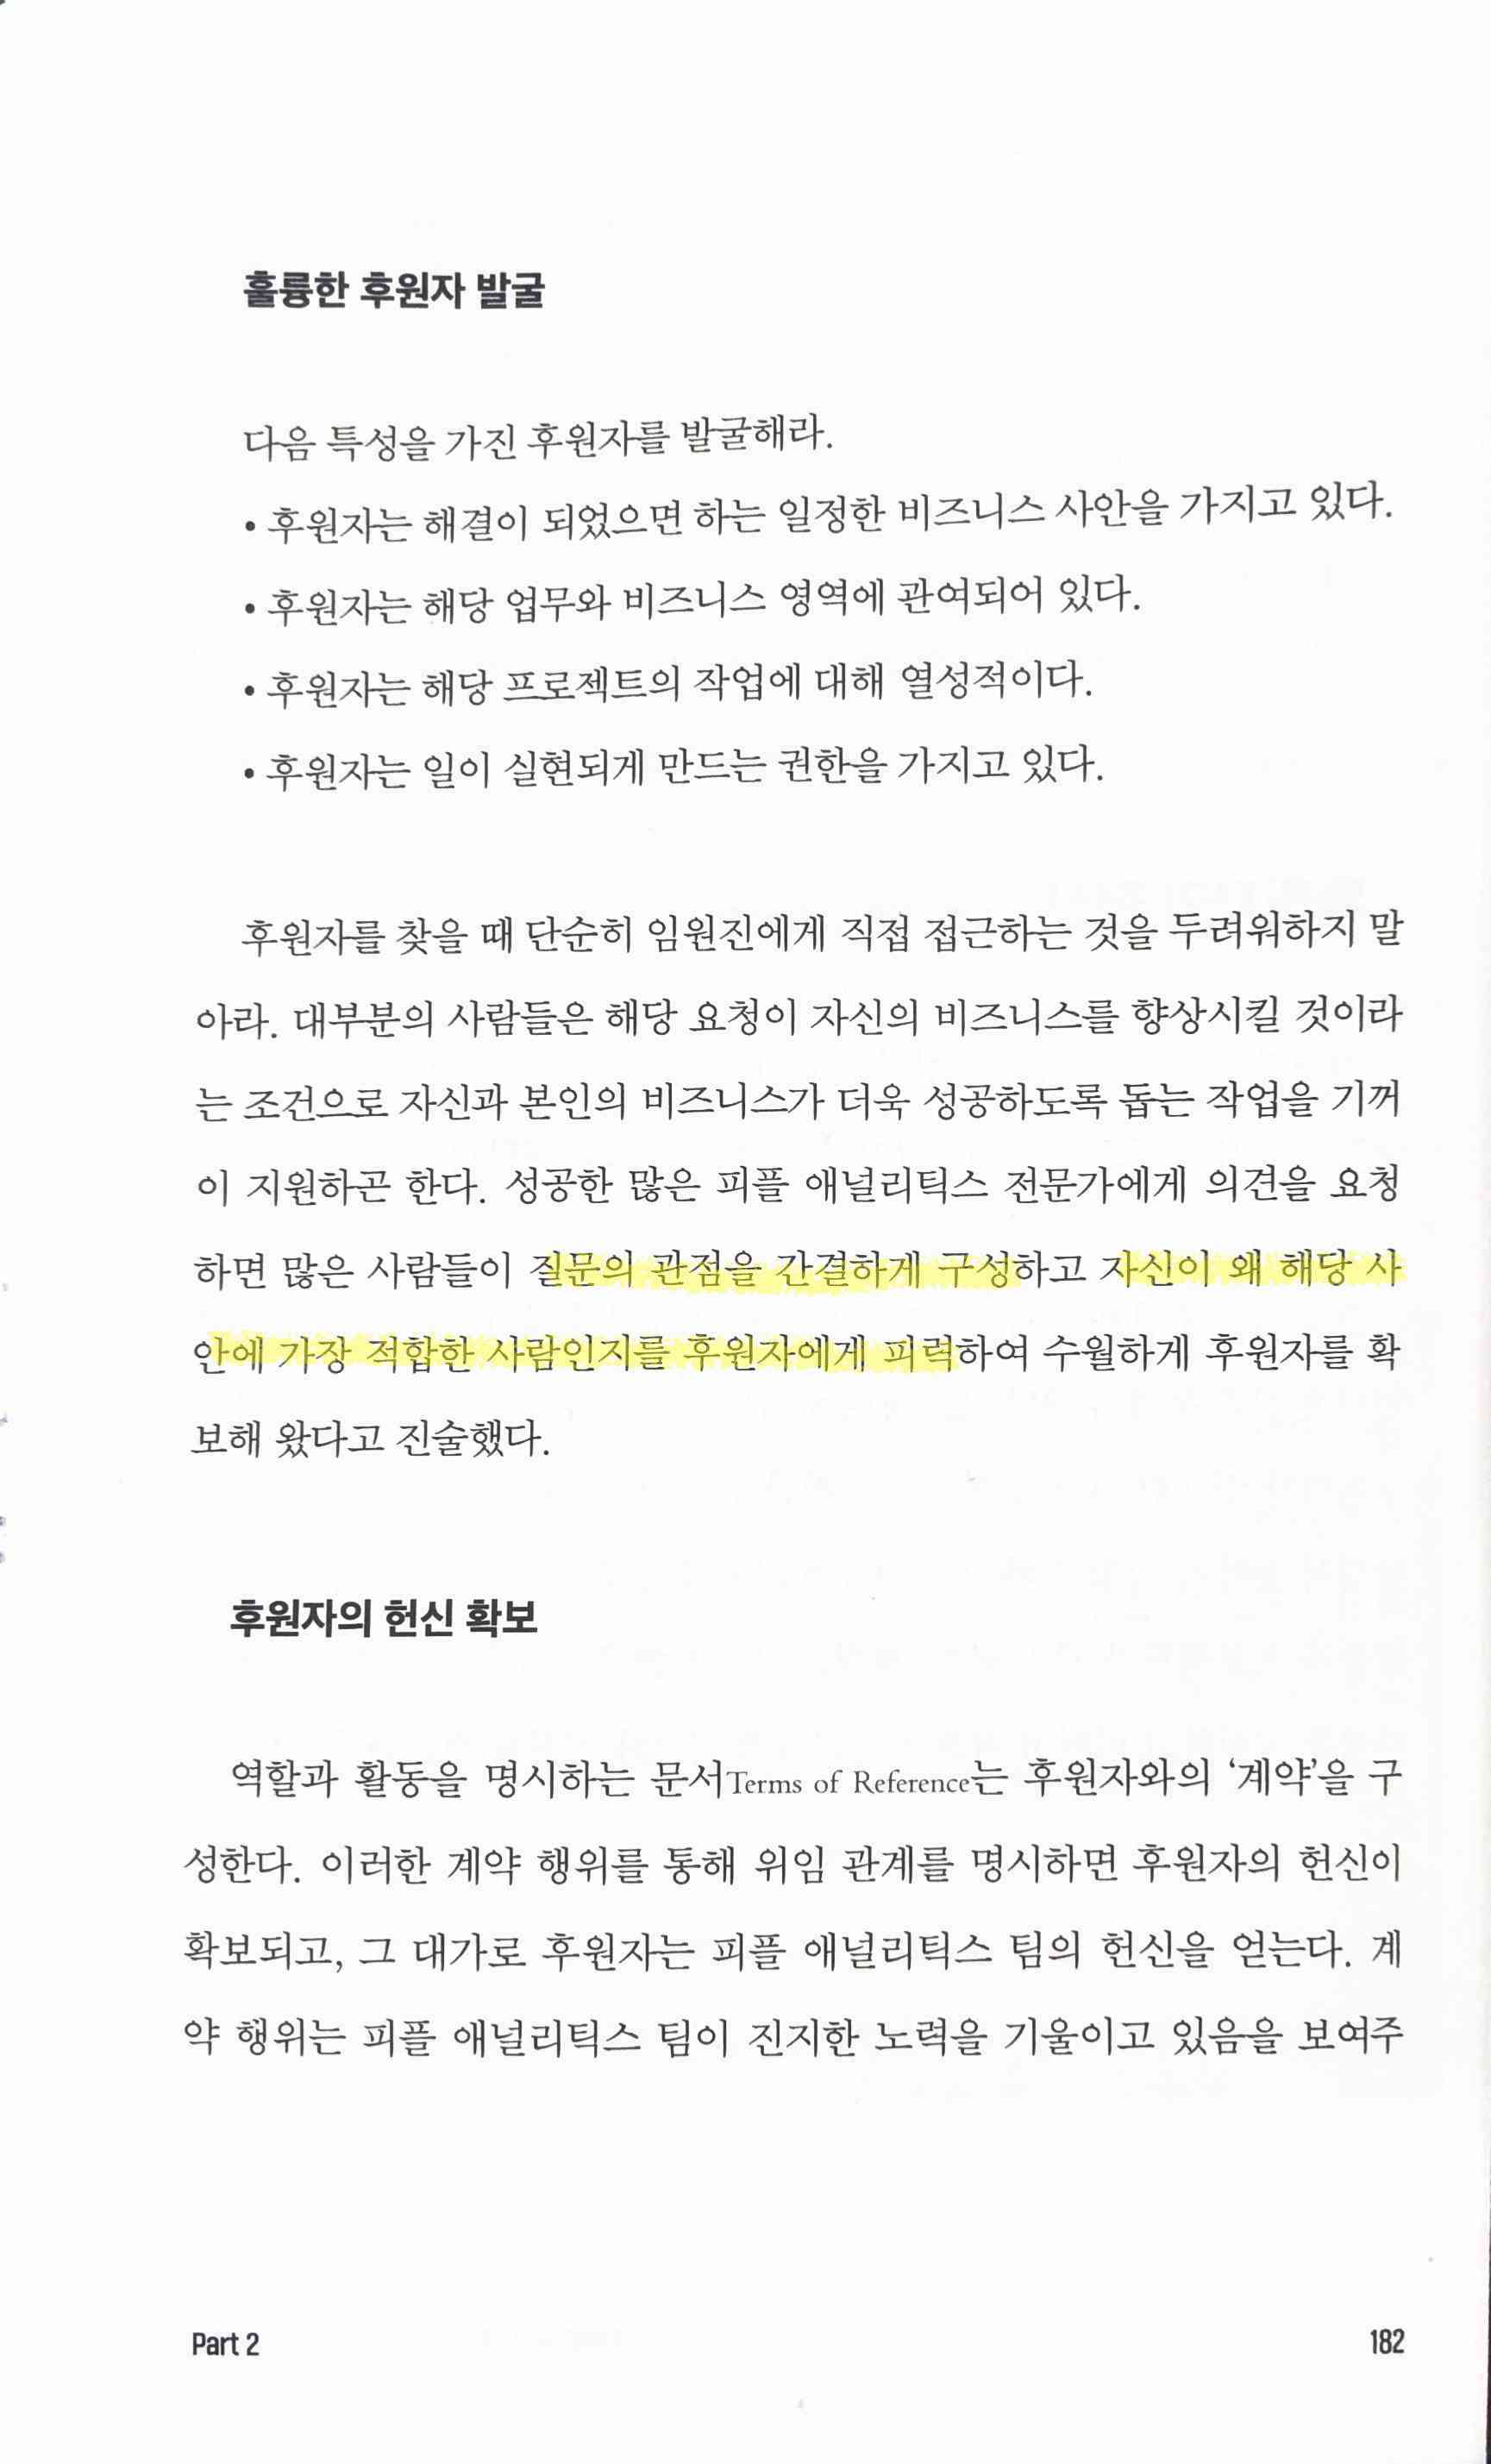 훌륭한 후원자 발굴
다음 특성을 가진 후원자를 발굴해라.
• 후원자는 해결이 되었으면 하는 일정한 비즈니스 사안을 가지고 있다.
• 후원자는 해당 업무와 비즈니스 영역에 관여되어 있다.
• 후원자는 해당 프로젝트의 작업에 대해 열성적이다.
• 후원자는 일이 실현되게 만드는 권한을 가지고 있다.
후원자를 찾을 때 단순히 임원진에게 직접 접근하는 것을 두려워하지 말
아라. 대부분의 사람들은 해당 요청이 자신의 비즈니스를 향상시킬 것이라
는 조건으로 자신과 본인의 비즈니스가 더욱 성공하도록 돕는 작업을 기꺼
이 지원하곤 한다. 성공한 많은 피플 애널리틱스 전문가에게 의견을 요청
하면 많은 사람들이 질문의 관점을 간결하게 구성하고 자신이 왜 해당 사
안에 가장 적합한 사람인지를 후원자에게 피력하여 수월하게 후원자를 확
보해 왔다고 진술했다.
후원자의 헌신 확보
역할과 활동을 명시하는 문서Terms of Reference는 후원자와의 ‘계약’을 구
성한다. 이러한 계약 행위를 통해 위임 관계를 명시하면 후원자의 헌신이
확보되고, 그 대가로 후원자는 피플 애널리틱스 팀의 헌신을 얻는다. 계
약 행위는 피플 애널리틱스 팀이 진지한 노력을 기울이고 있음을 보여주
Part 2
182